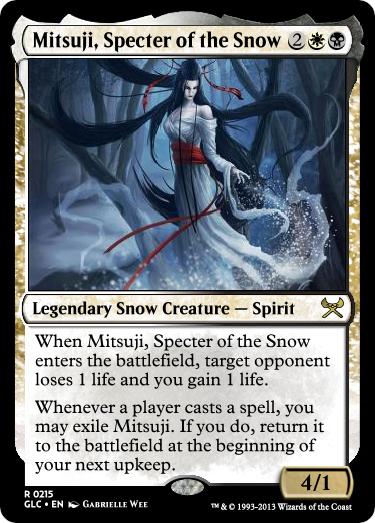 Mitsuji, Specter of the Snow 2
Legendary Snow Creature — Spirit
When Mitsuji, Specter of the Snow
enters the battlefield, target opponent
loses 1 life and you gain 1 life.
Whenever a player casts a spell, you
may exile Mitsuji. If you do, return it
to the battlefield at the beginning of
your next upkeep.
4/1
R 0215
GLC • EN GABRIELLE WEE
™ & © 1993-2013 Wizards of the Coast